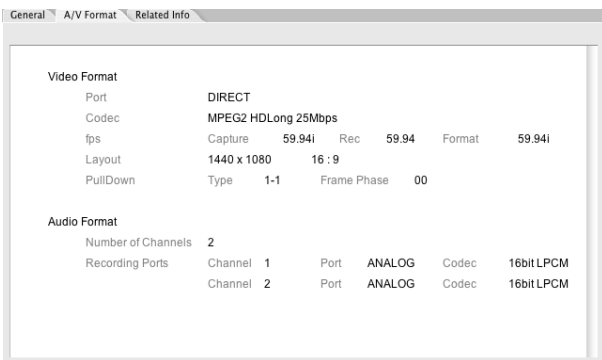 General A/V Format Related Info
Video Format
Port DIRECT
Codec MPEG2 HDLong 25Mbps
fps Capture 59.94i Rec 59.94 Format 59.94i
Layout 1440 x 1080 16 : 9
PullDown Type 1-1 Frame Phase 00
Audio Format
Number of Channels 2
Recording Ports Channel 1 Port ANALOG Codec 16bit LPCM
Channel 2 Port ANALOG Codec 16bit LPCM